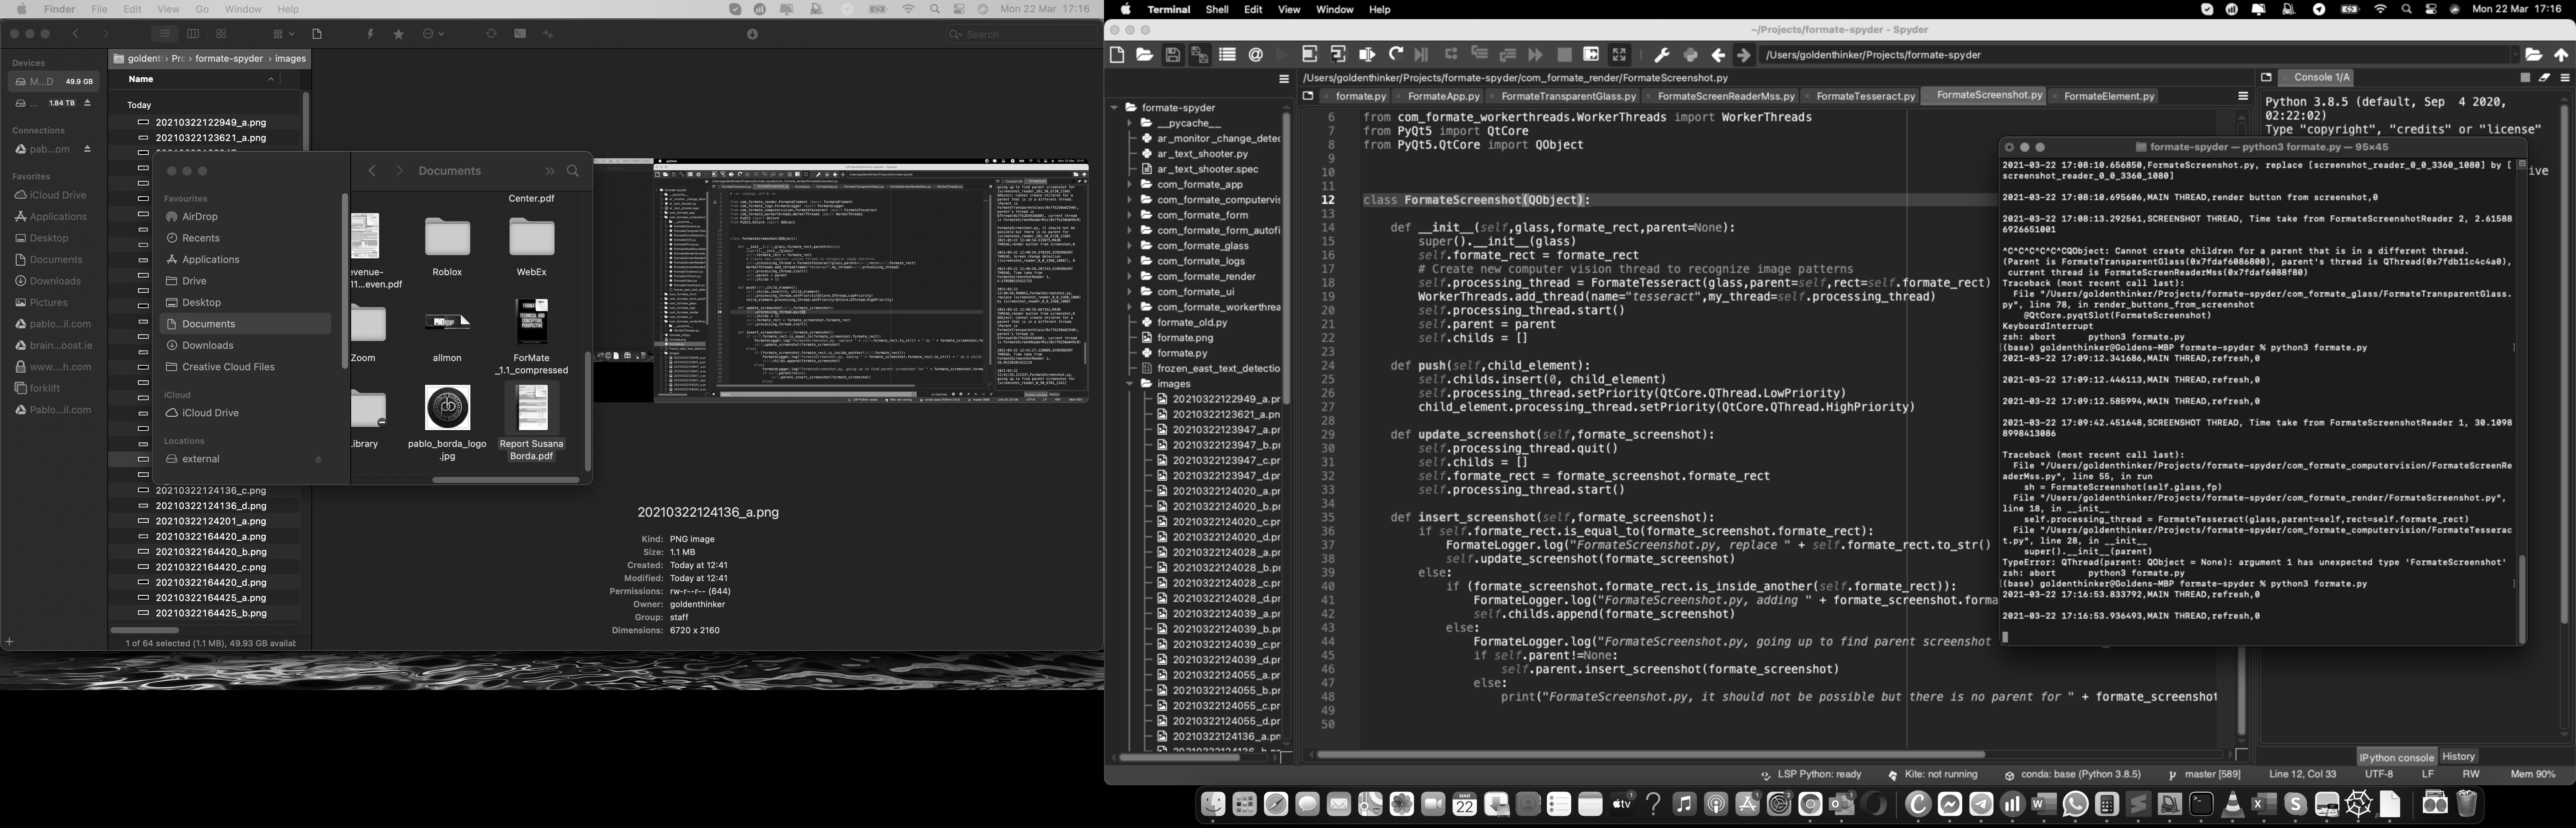 Finder File Edit View Go Window Help
Mon 22 Mar 17:16
Search
Devices
M...D 49.9 GB
... 1.84 TB
Connections
pab...om
Favorites
iCloud Drive
Applications
Desktop
Documents
Downloads
Pictures
pablo...il.com
brain...ost.ie
www....h.com
forklift
Pablo...il.com
formate-spyder › images
Name
Today
20210322122949_a.png
20210322123621_a.png
20210322124136_c.png
20210322124136_d.png
20210322124201_a.png
20210322164420_a.png
20210322164420_b.png
20210322164420_c.png
20210322164420_d.png
20210322164425_a.png
20210322164425_b.png
1 of 64 selected (1.1 MB), 49.93 GB availat
Documents
Favourites
AirDrop
Recents
Applications
Drive
Desktop
Documents
Downloads
Creative Cloud Files
iCloud
iCloud Drive
Locations
external
Center.pdf
evenue-
11...even.pdf
Roblox
WebEx
Zoom
allmon
ForMate
_1.1_compressed
ibrary
pablo_borda_logo
.jpg
Report Susana
Borda.pdf
20210322124136_a.png
Kind: PNG image
Size: 1.1 MB
Created: Today at 12:41
Modified: Today at 12:41
Permissions: rw-r--r-- (644)
Owner: goldenthinker
Group: staff
Dimensions: 6720 x 2160
Terminal Shell Edit View Window Help
Mon 22 Mar 17:16
~/Projects/formate-spyder - Spyder
/Users/goldenthinker/Projects/formate-spyder
/Users/goldenthinker/Projects/formate-spyder/com_formate_render/FormateScreenshot.py
formate.py FormateApp.py FormateTransparentGlass.py FormateScreenReaderMss.py FormateTesseract.py FormateScreenshot.py FormateElement.py
formate-spyder
__pycache__
ar_monitor_change_detec
ar_text_shooter.py
ar_text_shooter.spec
com_formate_app
com_formate_computervis
com_formate_form
com_formate_form_autofi
com_formate_glass
com_formate_logs
com_formate_render
com_formate_ui
com_formate_workerthrea
formate_old.py
formate.png
formate.py
frozen_east_text_detectio
images
20210322122949_a.pr
20210322123621_a.pn
20210322123947_a.pr
20210322123947_b.pr
20210322123947_c.pr
20210322123947_d.pr
20210322124020_a.pr
20210322124020_b.pr
20210322124020_c.pr
20210322124020_d.pr
20210322124028_a.pr
20210322124028_b.pr
20210322124028_c.pr
20210322124028_d.pr
20210322124039_a.pr
20210322124039_b.pr
20210322124039_c.pr
20210322124039_d.pr
20210322124055_a.pr
20210322124055_b.pr
20210322124055_c.pr
20210322124055_d.pr
20210322124136_a.pn
6 from com_formate_workerthreads.WorkerThreads import WorkerThreads
7 from PyQt5 import QtCore
8 from PyQt5.QtCore import QObject
9
10
11
12 class FormateScreenshot(QObject):
13
14 def __init__(self,glass,formate_rect,parent=None):
15 super().__init__(glass)
16 self.formate_rect = formate_rect
17 # Create new computer vision thread to recognize image patterns
18 self.processing_thread = FormateTesseract(glass,parent=self,rect=self.formate_rect)
19 WorkerThreads.add_thread(name="tesseract",my_thread=self.processing_thread)
20 self.processing_thread.start()
21 self.parent = parent
22 self.childs = []
23
24 def push(self,child_element):
25 self.childs.insert(0, child_element)
26 self.processing_thread.setPriority(QtCore.QThread.LowPriority)
27 child_element.processing_thread.setPriority(QtCore.QThread.HighPriority)
28
29 def update_screenshot(self,formate_screenshot):
30 self.processing_thread.quit()
31 self.childs = []
32 self.formate_rect = formate_screenshot.formate_rect
33 self.processing_thread.start()
34
35 def insert_screenshot(self,formate_screenshot):
36 if self.formate_rect.is_equal_to(formate_screenshot.formate_rect):
37 FormateLogger.log("FormateScreenshot.py, replace " + self.formate_rect.to_str()
38 self.update_screenshot(formate_screenshot)
39 else:
40 if (formate_screenshot.formate_rect.is_inside_another(self.formate_rect)):
41 FormateLogger.log("FormateScreenshot.py, adding " + formate_screenshot.forma
42 self.childs.append(formate_screenshot)
43 else:
44 FormateLogger.log("FormateScreenshot.py, going up to find parent screenshot
45 if self.parent!=None:
46 self.parent.insert_screenshot(formate_screenshot)
47 else:
48 print("FormateScreenshot.py, it should not be possible but there is no parent for " + formate_screenshot
49
50
Console 1/A
Python 3.8.5 (default, Sep 4 2020,
02:22:02)
Type "copyright", "credits" or "license"
formate-spyder — python3 formate.py — 95×45
2021-03-22 17:08:10.656850,FormateScreenshot.py, replace [screenshot_reader_0_0_3360_1080] by [
screenshot_reader_0_0_3360_1080]
2021-03-22 17:08:10.695606,MAIN THREAD,render button from screenshot,0
2021-03-22 17:08:13.292561,SCREENSHOT THREAD, Time take from FormateScreenshotReader 2, 2.61588
6926651001
^C^C^C^C^C^CQObject: Cannot create children for a parent that is in a different thread.
(Parent is FormateTransparentGlass(0x7fdaf6086800), parent's thread is QThread(0x7fdb11c4c4a0),
current thread is FormateScreenReaderMss(0x7fdaf6088f80)
Traceback (most recent call last):
File "/Users/goldenthinker/Projects/formate-spyder/com_formate_glass/FormateTransparentGlass.
py", line 78, in render_buttons_from_screenshot
@QtCore.pyqtSlot(FormateScreenshot)
KeyboardInterrupt
zsh: abort python3 formate.py
(base) goldenthinker@Goldens-MBP formate-spyder % python3 formate.py
2021-03-22 17:09:12.341686,MAIN THREAD,refresh,0
2021-03-22 17:09:12.446113,MAIN THREAD,refresh,0
2021-03-22 17:09:12.585994,MAIN THREAD,refresh,0
2021-03-22 17:09:42.451648,SCREENSHOT THREAD, Time take from FormateScreenshotReader 1, 30.1098
8998413086
Traceback (most recent call last):
File "/Users/goldenthinker/Projects/formate-spyder/com_formate_computervision/FormateScreenRe
aderMss.py", line 55, in run
sh = FormateScreenshot(self.glass,fp)
File "/Users/goldenthinker/Projects/formate-spyder/com_formate_render/FormateScreenshot.py",
line 18, in __init__
self.processing_thread = FormateTesseract(glass,parent=self,rect=self.formate_rect)
File "/Users/goldenthinker/Projects/formate-spyder/com_formate_computervision/FormateTesserac
t.py", line 28, in __init__
super().__init__(parent)
TypeError: QThread(parent: QObject = None): argument 1 has unexpected type 'FormateScreenshot'
zsh: abort python3 formate.py
(base) goldenthinker@Goldens-MBP formate-spyder % python3 formate.py
2021-03-22 17:16:53.833792,MAIN THREAD,refresh,0
2021-03-22 17:16:53.936493,MAIN THREAD,refresh,0
IPython console History
LSP Python: ready Kite: not running conda: base (Python 3.8.5) master [589] Line 12, Col 33 UTF-8 LF RW Mem 90%
MAR
22
tv